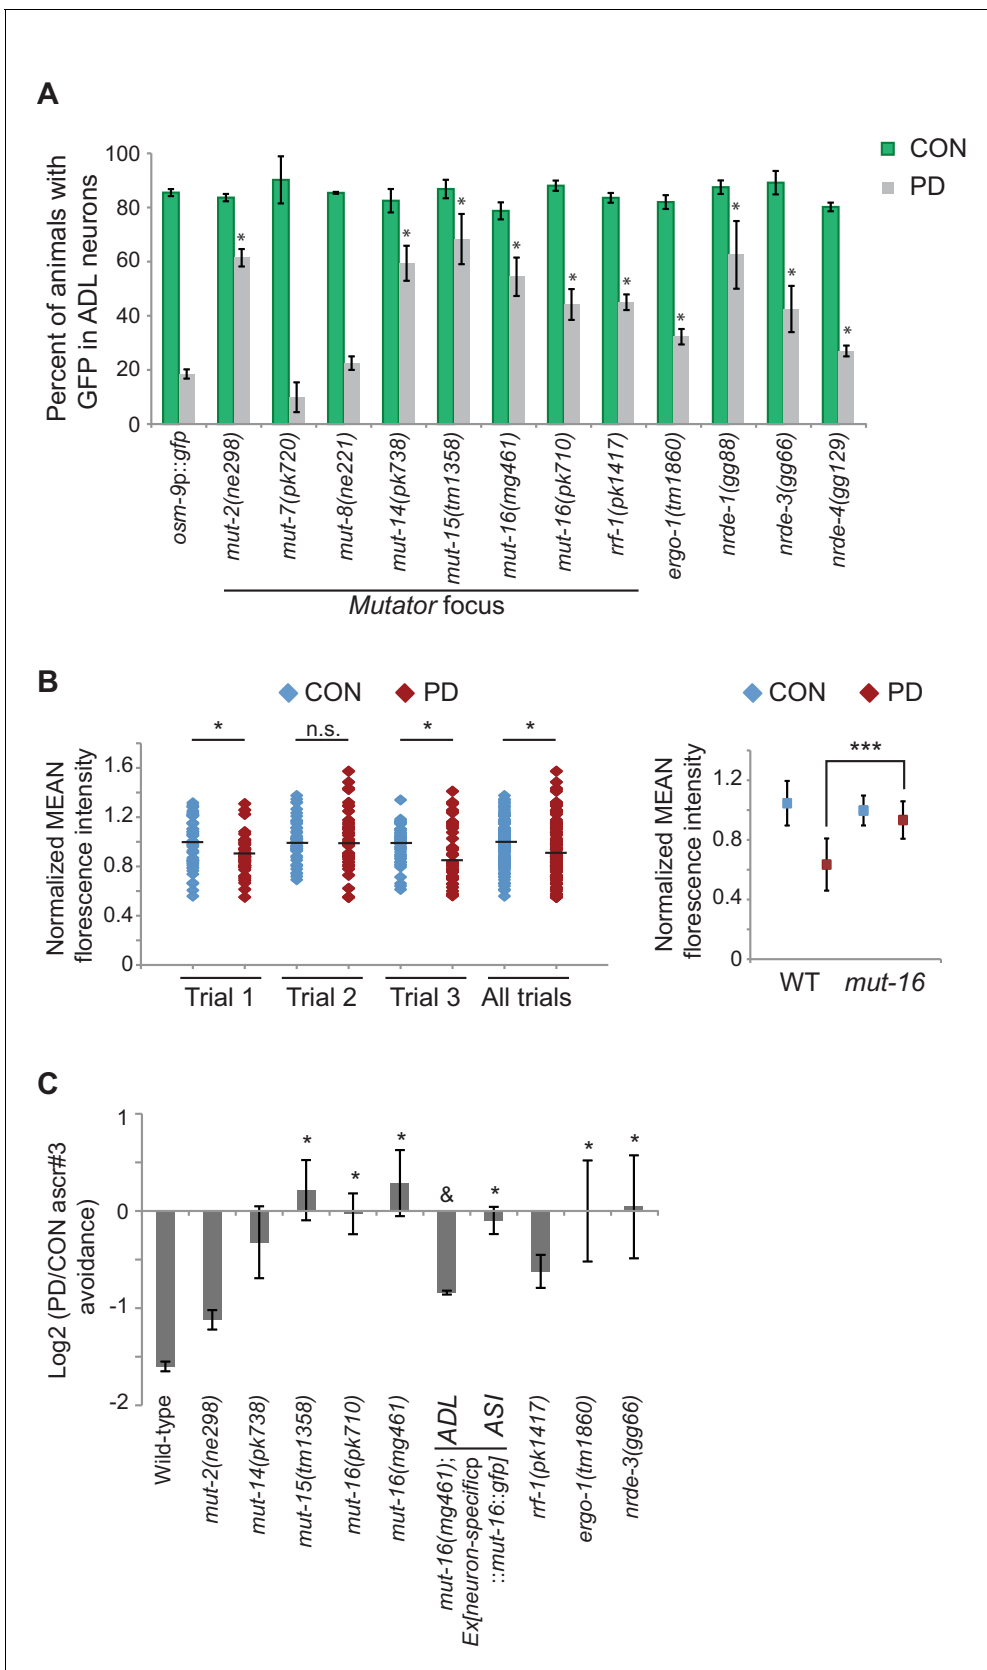 A
Percent of animals with
GFP in ADL neurons
100
80
60
40
20
0
CON
PD
* * * * * * * * * *
osm-9p::gfp
mut-2(ne298)
mut-7(pk720)
mut-8(ne221)
mut-14(pk738)
mut-15(tm1358)
mut-16(mg461)
mut-16(pk710)
rrf-1(pk1417)
ergo-1(tm1860)
nrde-1(gg88)
nrde-3(gg66)
nrde-4(gg129)
Mutator focus
B
CON PD
Normalized MEAN
florescence intensity
1.6
1.2
0.8
0.4
0
* n.s. * *
Trial 1 Trial 2 Trial 3 All trials
CON PD
Normalized MEAN
florescence intensity
1.2
0.8
0.4
0
***
WT mut-16
C
Log2 (PD/CON ascr#3
avoidance)
1
0
-1
-2
* * * & * * *
Wild-type
mut-2(ne298)
mut-14(pk738)
mut-15(tm1358)
mut-16(pk710)
mut-16(mg461)
ADL ASI
mut-16(mg461);
Ex[neuron-specificp
::mut-16::gfp]
rrf-1(pk1417)
ergo-1(tm1860)
nrde-3(gg66)